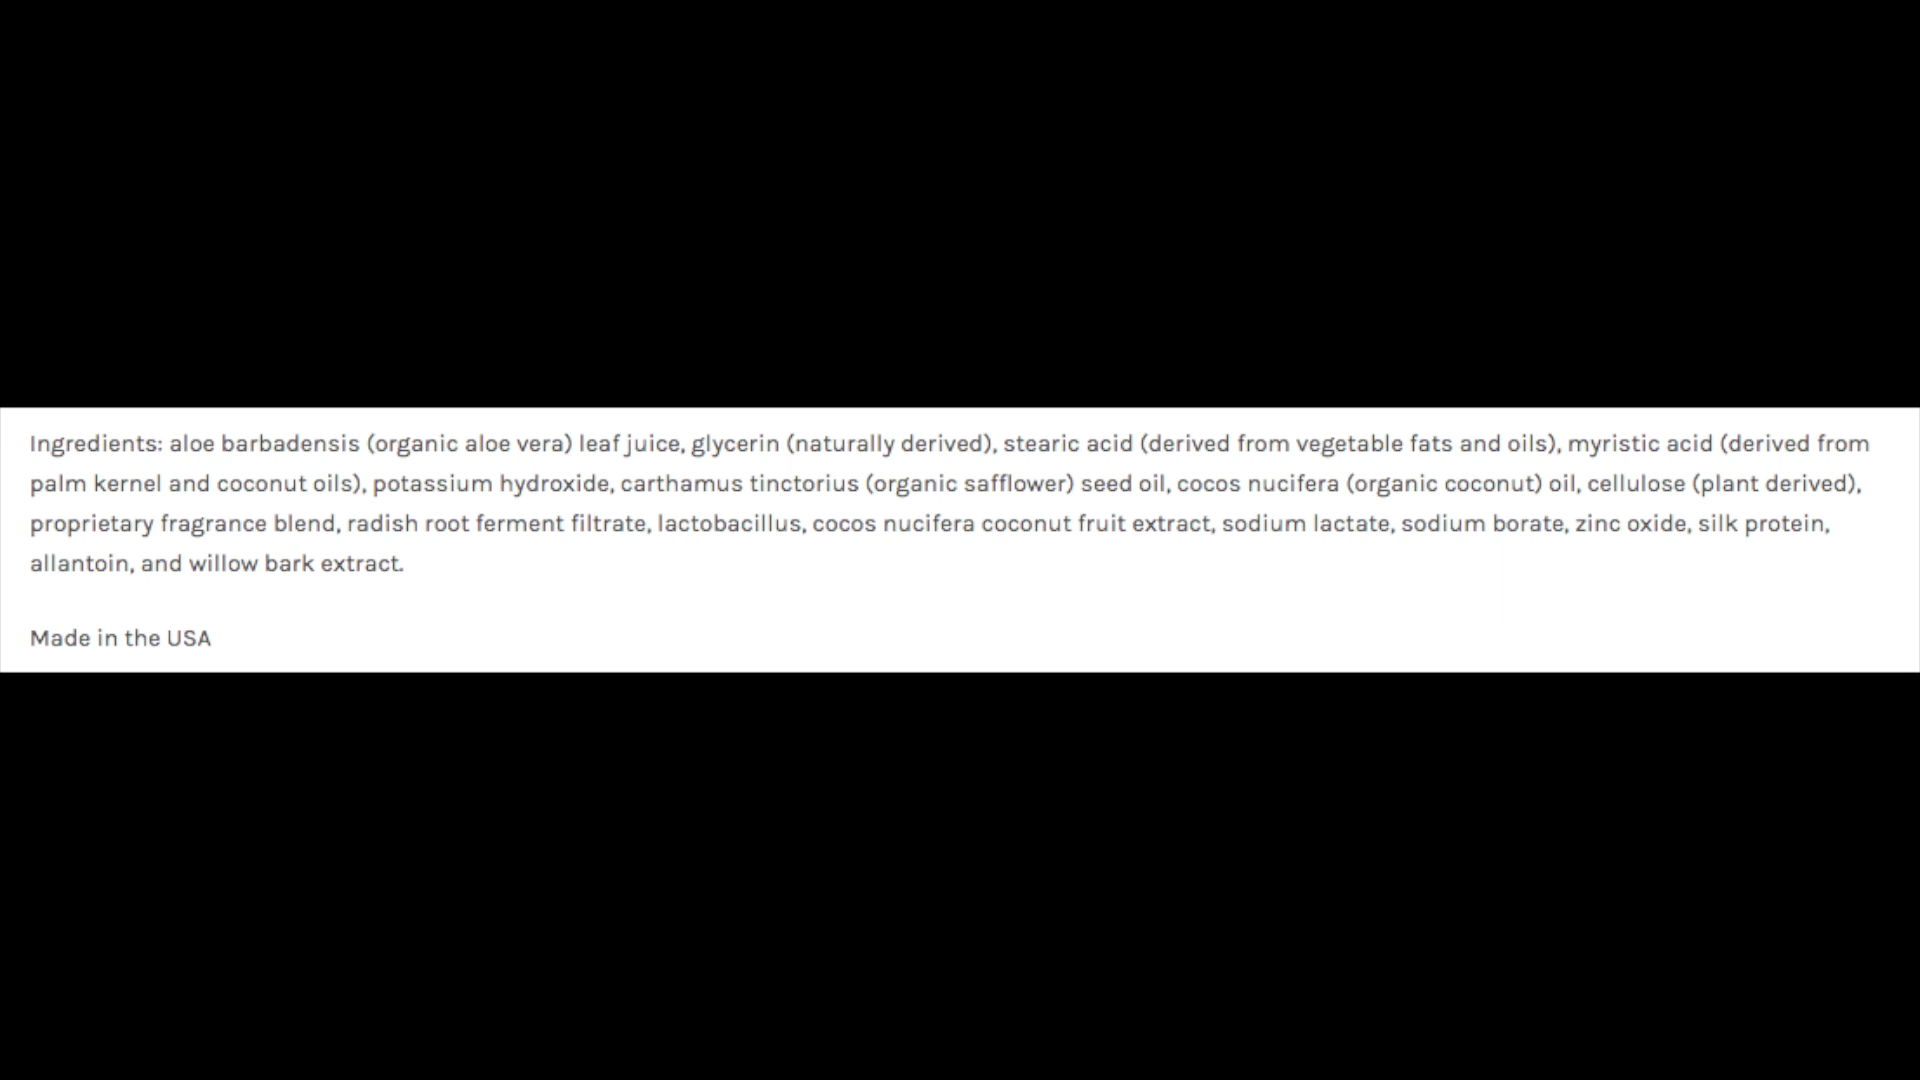 Ingredients: aloe barbadensis (organic aloe vera) leaf juice, glycerin (naturally derived), stearic acid (derived from vegetable fats and oils), myristic acid (derived from
palm kernel and coconut oils), potassium hydroxide, carthamus tinctorius (organic safflower) seed oil, cocos nucifera (organic coconut) oil, cellulose (plant derived),
proprietary fragrance blend, radish root ferment filtrate, lactobacillus, cocos nucifera coconut fruit extract, sodium lactate, sodium borate, zinc oxide, silk protein,
allantoin, and willow bark extract.
Made in the USA